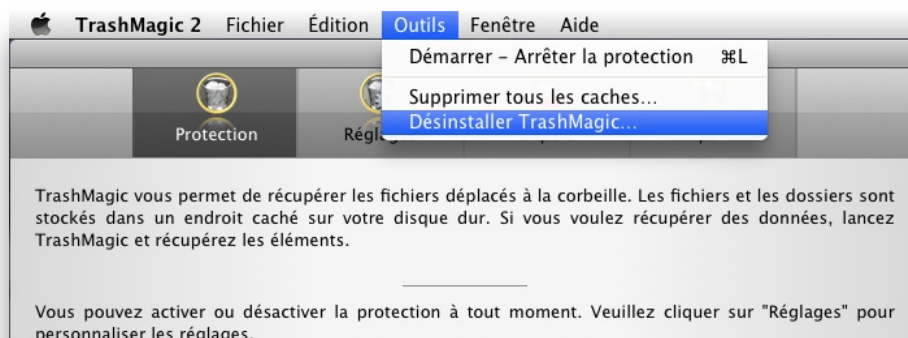 TrashMagic 2 Fichier Édition Outils Fenêtre Aide
Démarrer – Arrêter la protection ⌘L
Supprimer tous les caches...
Désinstaller TrashMagic...
Protection
TrashMagic vous permet de récupérer les fichiers déplacés à la corbeille. Les fichiers et les dossiers sont
stockés dans un endroit caché sur votre disque dur. Si vous voulez récupérer des données, lancez
TrashMagic et récupérez les éléments.
Vous pouvez activer ou désactiver la protection à tout moment. Veuillez cliquer sur "Réglages" pour
personnaliser les réglages.